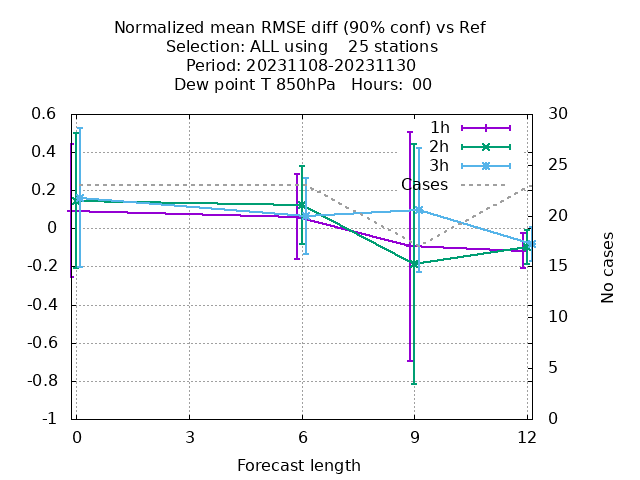 Normalized mean RMSE diff (90% conf) vs Ref
Selection: ALL using    25 stations
Period: 20231108-20231130
Dew point T 850hPa   Hours: 00
1h
2h
3h
Cases
0.6
0.4
0.2
0
-0.2
-0.4
-0.6
-0.8
-1
30
25
20
15
10
5
0
No cases
0 3 6 9 12
Forecast length